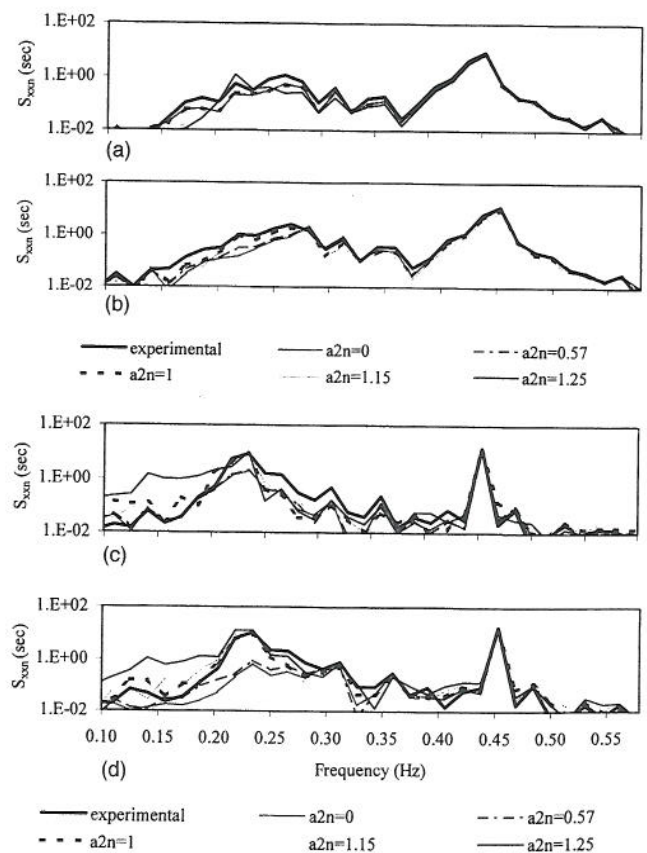 1.E+02
1.E+00
1.E-02
S_xxn (sec)
(a)
1.E+02
1.E+00
1.E-02
S_xxn (sec)
(b)
experimental a2n=0 a2n=0.57
a2n=1 a2n=1.15 a2n=1.25
1.E+02
1.E+00
1.E-02
S_xxn (sec)
(c)
1.E+02
1.E+00
1.E-02
S_xxn (sec)
0.10 0.15 0.20 0.25 0.30 0.35 0.40 0.45 0.50 0.55
(d) Frequency (Hz)
experimental a2n=0 a2n=0.57
a2n=1 a2n=1.15 a2n=1.25